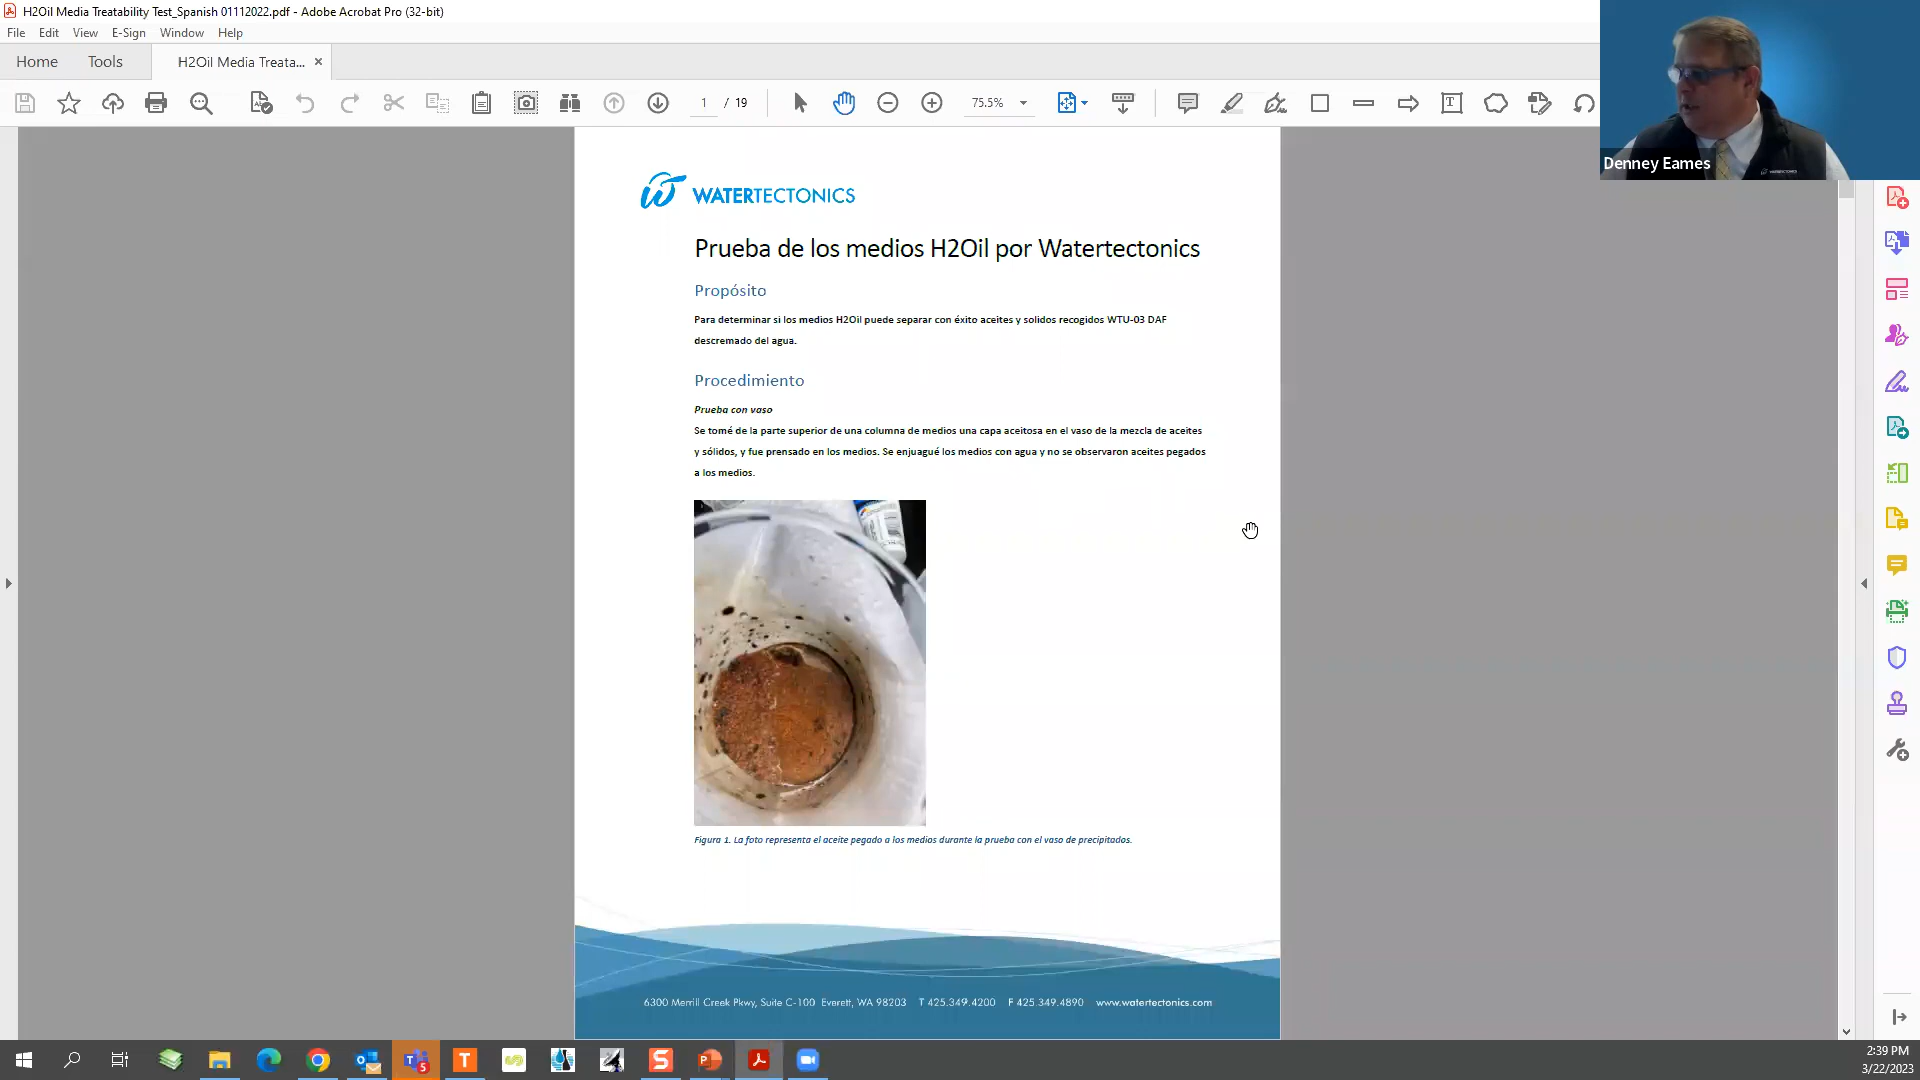 H2Oil Media Treatability Test_Spanish 01112022.pdf - Adobe Acrobat Pro (32-bit)
File Edit View E-Sign Window Help
Home Tools H2Oil Media Treata... ×
1 / 19 75.5%
Denney Eames
WATERTECTONICS
Prueba de los medios H2Oil por Watertectonics
Propósito
Para determinar si los medios H2Oil puede separar con éxito aceites y solidos recogidos WTU-03 DAF
descremado del agua.
Procedimiento
Prueba con vaso
Se tomé de la parte superior de una columna de medios una capa aceitosa en el vaso de la mezcla de aceites
y sólidos, y fue prensado en los medios. Se enjuagué los medios con agua y no se observaron aceites pegados
a los medios.
Figura 1. La foto representa el aceite pegado a los medios durante la prueba con el vaso de precipitados.
6300 Merrill Creek Pkwy, Suite C-100 Everett, WA 98203 T 425.349.4200 F 425.349.4890 www.watertectonics.com
2:39 PM
3/22/2023